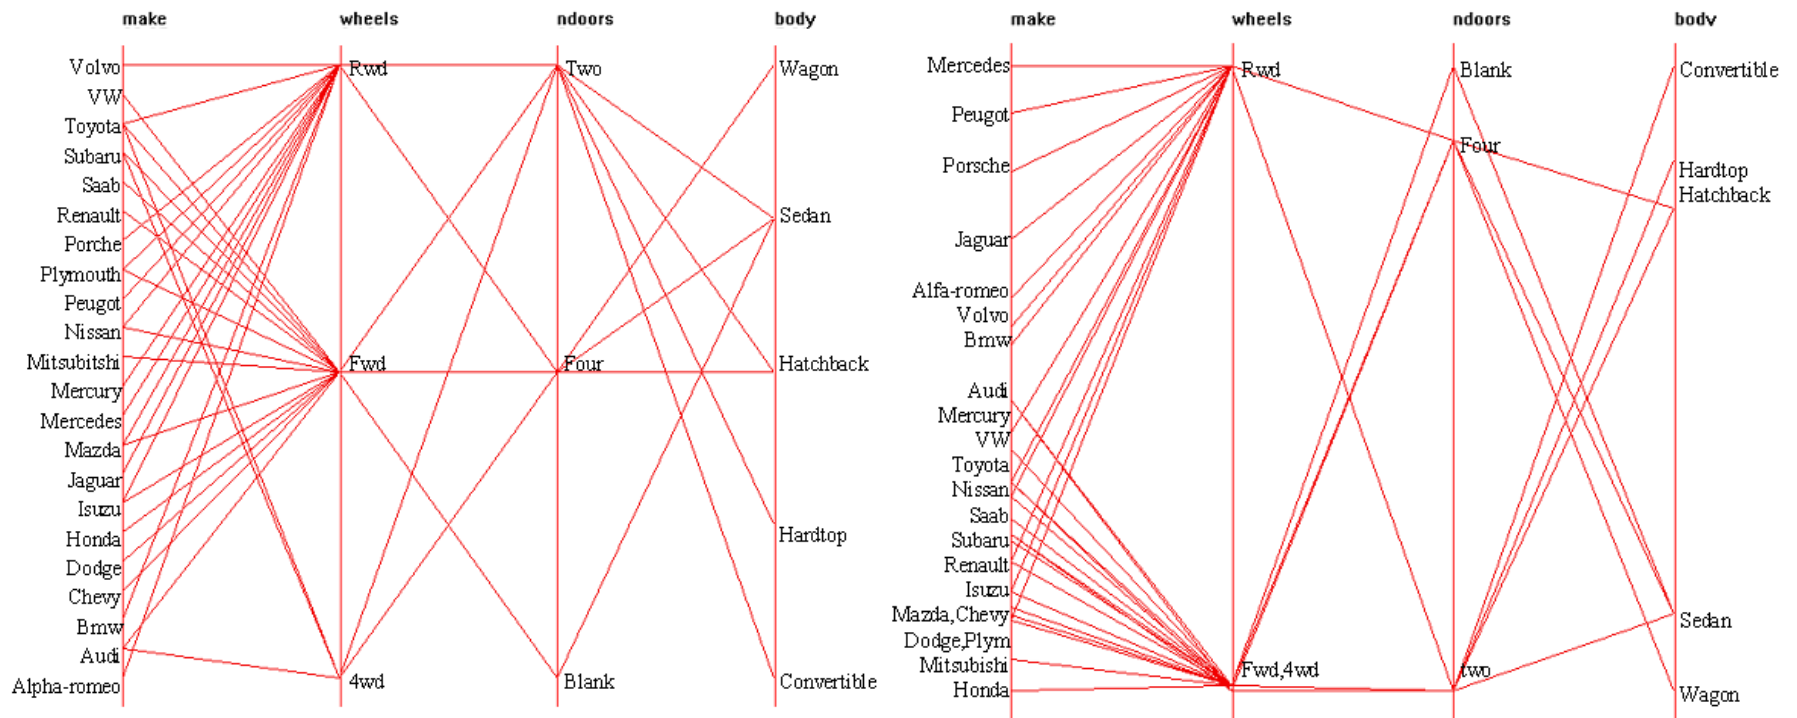 make wheels ndoors body
Volvo
VW
Toyota
Subaru
Saab
Renault
Porche
Plymouth
Peugot
Nissan
Mitsubitshi
Mercury
Mercedes
Mazda
Jaguar
Isuzu
Honda
Dodge
Chevy
Bmw
Audi
Alpha-romeo
Rwd
Fwd
4wd
Two
Four
Blank
Wagon
Sedan
Hatchback
Hardtop
Convertible
make wheels ndoors body
Mercedes
Peugot
Porsche
Jaguar
Alfa-romeo
Volvo
Bmw
Audi
Mercury
VW
Toyota
Nissan
Saab
Subaru
Renault
Isuzu
Mazda,Chevy
Dodge,Plym
Mitsubishi
Honda
Rwd
Fwd,4wd
Blank
Four
two
Convertible
Hardtop
Hatchback
Sedan
Wagon